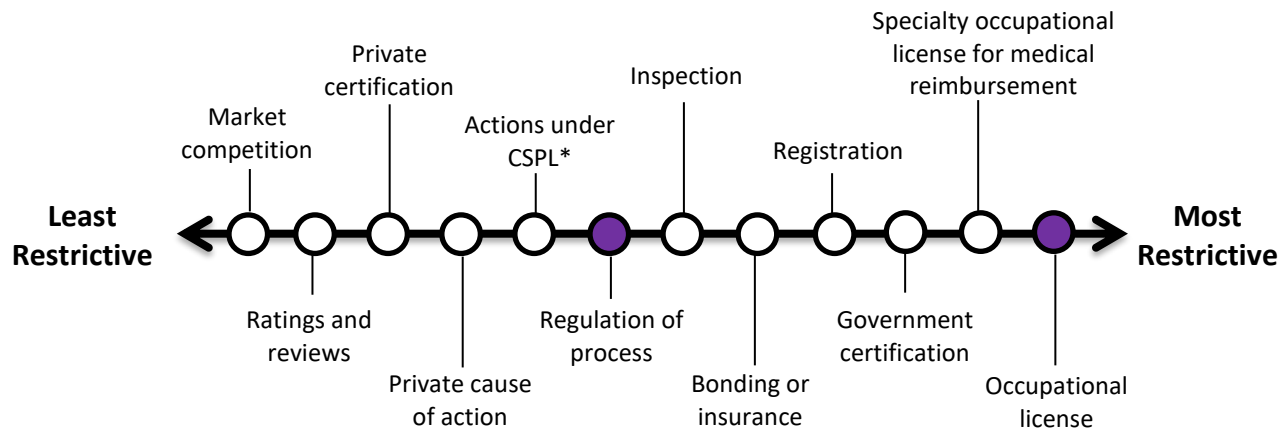 Least
Restrictive
Market
competition
Ratings and
reviews
Private
certification
Private cause
of action
Actions under
CSPL*
Regulation of
process
Inspection
Bonding or
insurance
Registration
Government
certification
Specialty occupational
license for medical
reimbursement
Occupational
license
Most
Restrictive